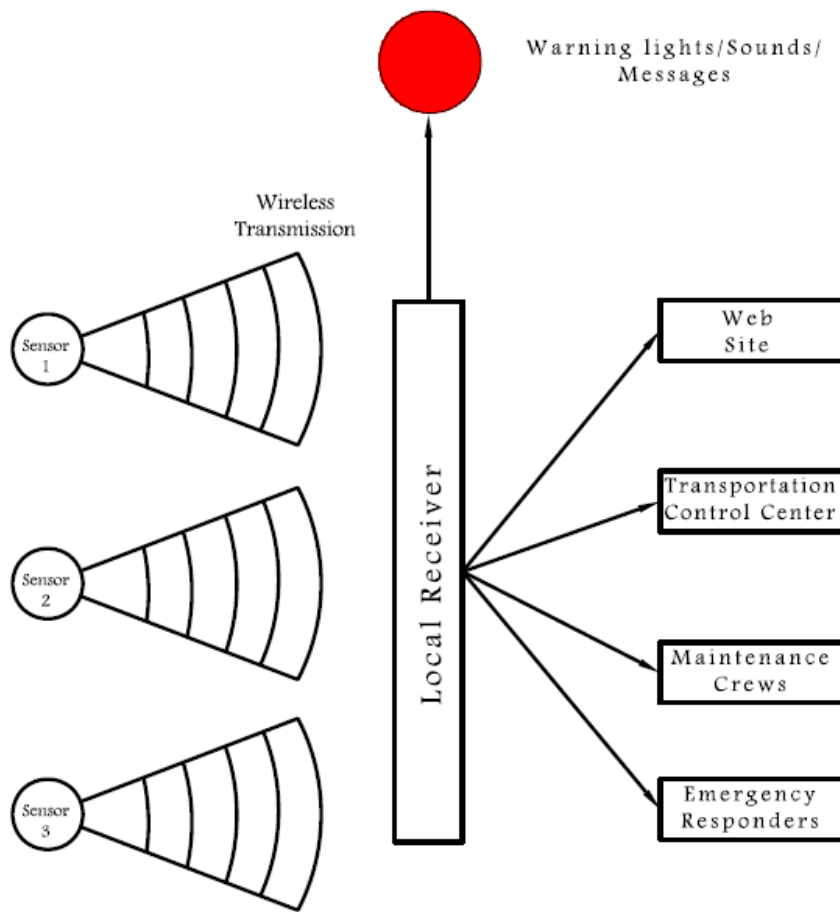 Warning lights/Sounds/
Messages
Wireless
Transmission
Sensor
1
Sensor
2
Sensor
3
Local Receiver
Web
Site
Transportation
Control Center
Maintenance
Crews
Emergency
Responders